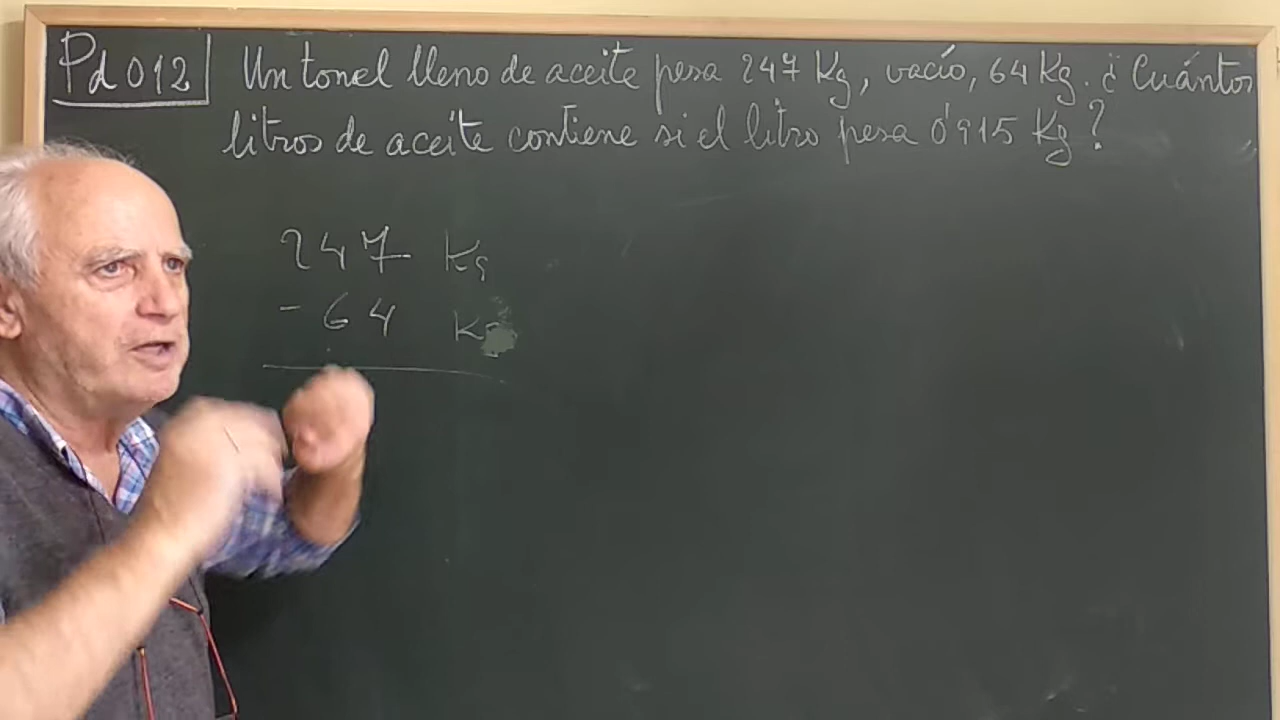 Pd 012 Un tonel lleno de aceite pesa 247 Kg, vacío, 64 Kg. ¿Cuántos
litros de aceite contiene si el litro pesa 0'915 Kg?
247 Kg
- 64 Kg